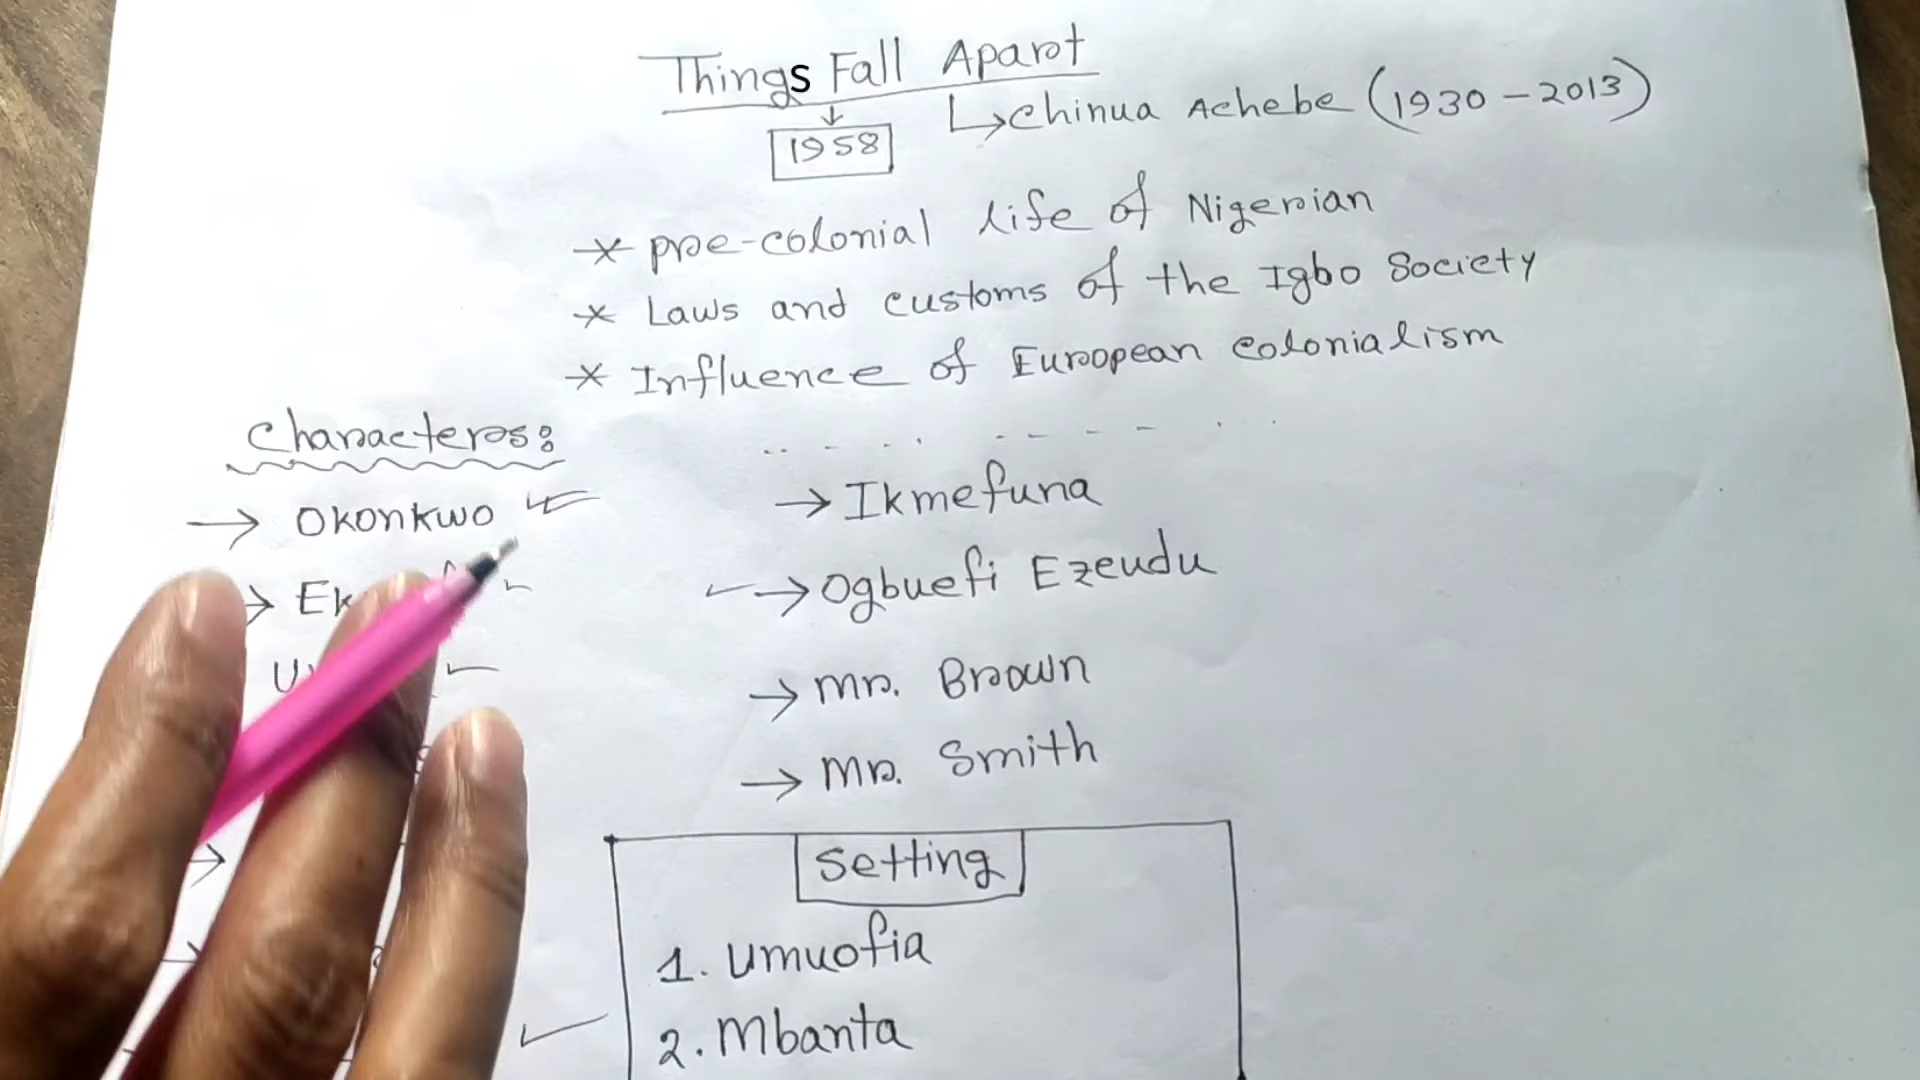 Things Fall Apart
1958
Chinua Achebe (1930-2013)
* pre-colonial life of Nigerian
* Laws and customs of the Igbo Society
* Influence of European colonialism
Characters:
→ Okonkwo
→ Ikmefuna
→ Ogbuefi Ezeudu
→ Mr. Brown
→ Mr. Smith
Setting
1. Umuofia
2. Mbanta